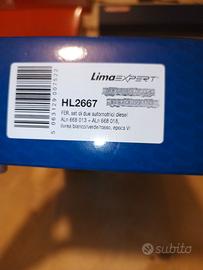 LimaEXPERT
HL2667
FER, set di due automotrici diesel
ALn 668 013 + ALn 668 018,
livrea bianco/verde/rosso, epoca VI
subito